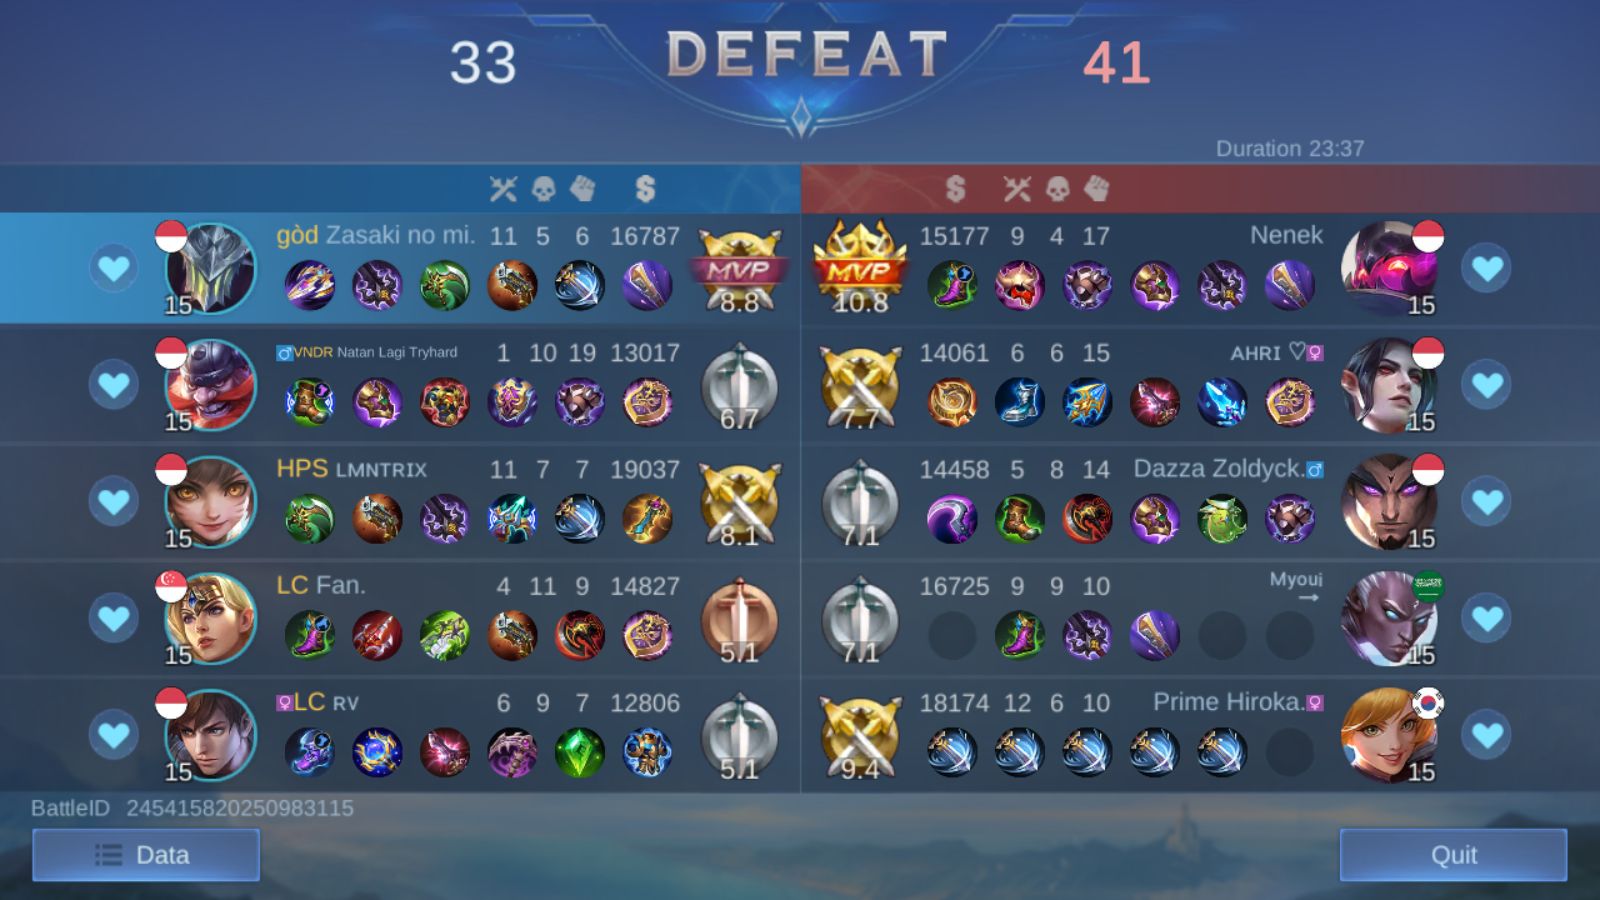 33 DEFEAT 41
Duration 23:37
gòd Zasaki no mi. 11 5 6 16787 MVP 8.8
15
MVP 10.8 15177 9 4 17 Nenek
15
VNDR Natan Lagi Tryhard 1 10 19 13017 6.7
15
7.7 14061 6 6 15 AHRI ♡
15
HPS LMNTRIX 11 7 7 19037 8.1
15
7.1 14458 5 8 14 Dazza Zoldyck.
15
LC Fan. 4 11 9 14827 5.1
15
7.1 16725 9 9 10 Myoui →
15
LC RV 6 9 7 12806 5.1
15
9.4 18174 12 6 10 Prime Hiroka.
15
BattleID 245415820250983115
Data
Quit